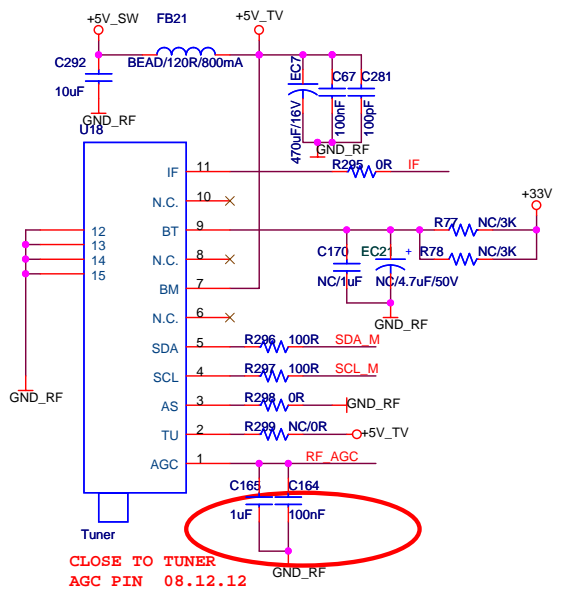 +5V_SW
FB21
+5V_TV
C292
BEAD/120R/800mA
10uF
EC7
470uF/16V
C67
100nF
C281
100pF
GND_RF
GND_RF
U18
IF
11
R295
0R
IF
N.C.
10
+33V
12
BT
9
R77
NC/3K
13
14
N.C.
8
C170
EC21
+
R78
NC/3K
15
BM
7
NC/1uF
NC/4.7uF/50V
N.C.
6
GND_RF
SDA
5
R296
100R
SDA_M
SCL
4
R297
100R
SCL_M
GND_RF
AS
3
R298
0R
GND_RF
TU
2
R299
NC/0R
+5V_TV
AGC
1
RF_AGC
C165
C164
1uF
100nF
Tuner
CLOSE TO TUNER
GND_RF
AGC PIN 08.12.12